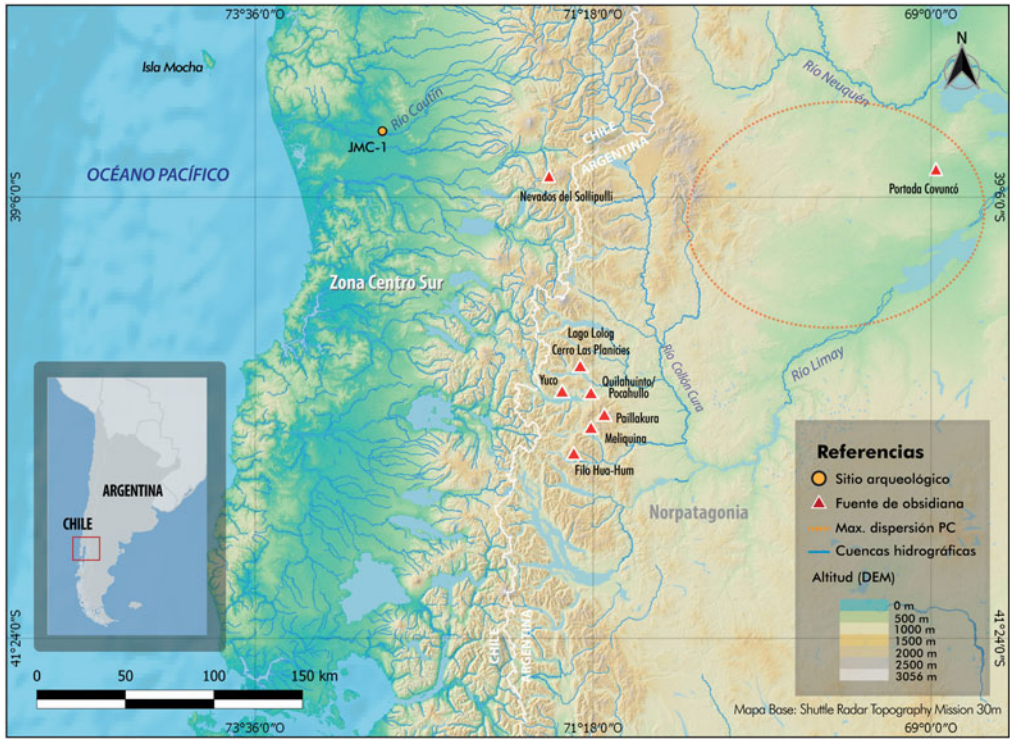 73°36'0"O
71°18'0"O
69°0'0"O
N
Isla Mocha
Río Neuquén
Río Cautín
JMC-1
CHILE
ARGENTINA
OCÉANO PACÍFICO
Nevados del Sollipulli
Portada Covuncó
39°6'0"S
39°6'0"S
Zona Centro Sur
Lago Lolog
Cerro Las Planicies
Yuco
Quilahuinto/
Pocahullo
Río Collón Cura
Río Limay
Paillakura
Meliquina
Filo Hua-Hum
Norpatagonia
ARGENTINA
CHILE
Referencias
Sitio arqueológico
Fuente de obsidiana
Max. dispersión PC
Cuencas hidrográficas
Altitud (DEM)
0 m
500 m
1000 m
1500 m
2000 m
2500 m
3056 m
41°24'0"S
41°24'0"S
CHILE
ARGENTINA
0 50 100 150 km
Mapa Base: Shuttle Radar Topography Mission 30m
73°36'0"O
71°18'0"O
69°0'0"O